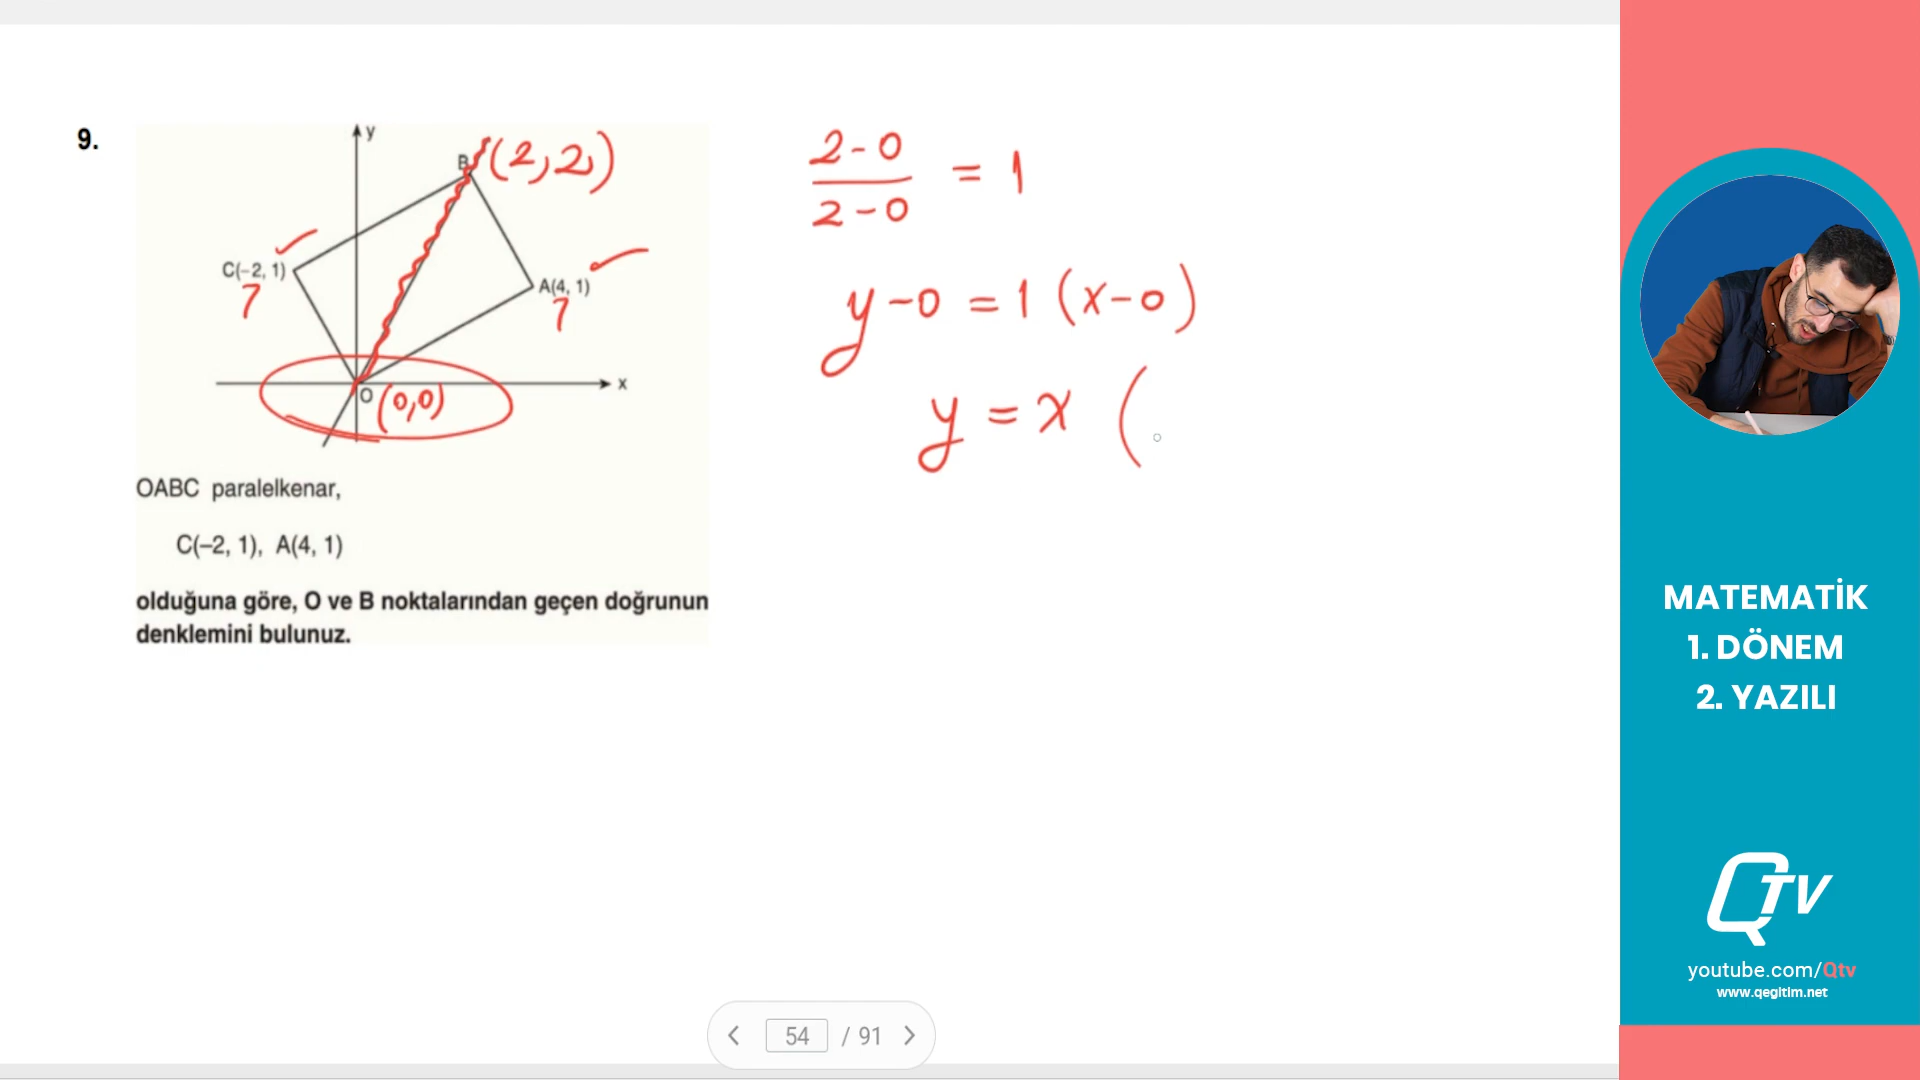 9.
y
B (2,2)
C(−2, 1)
7
A(4, 1)
7
x
O (0,0)
OABC paralelkenar,
C(–2, 1), A(4, 1)
olduğuna göre, O ve B noktalarından geçen doğrunun
denklemini bulunuz.
2-0
2-0
= 1
y-0 = 1 (x-0)
y = x (
54 / 91
MATEMATİK
1. DÖNEM
2. YAZILI
QTV
youtube.com/Qtv
www.qegitim.net